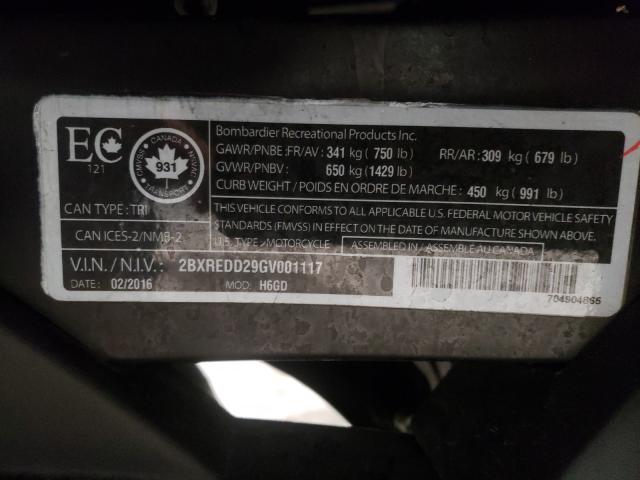 EC
121
CANADA
CMVSS
NSVAC
931
TRANSPORT
Bombardier Recreational Products Inc.
GAWR/PNBE:FR/AV: 341 kg ( 750 lb) RR/AR: 309 kg ( 679 lb)
GVWR/PNBV: 650 kg (1429 lb)
CURB WEIGHT / POIDS EN ORDRE DE MARCHE: 450 kg ( 991 lb)
CAN TYPE: TRI
CAN ICES-2/NMB-2
THIS VEHICLE CONFORMS TO ALL APPLICABLE U.S. FEDERAL MOTOR VEHICLE SAFETY
STANDARDS (FMVSS) IN EFFECT ON THE DATE OF MANUFACTURE SHOWN ABOVE.
U.S. TYPE / MOTORCYCLE ASSEMBLED IN / ASSEMBLÉ AU CANADA
V.I.N. / N.I.V.: 2BXREDD29GV001117
DATE: 02/2016 MOD: H6GD
704904865